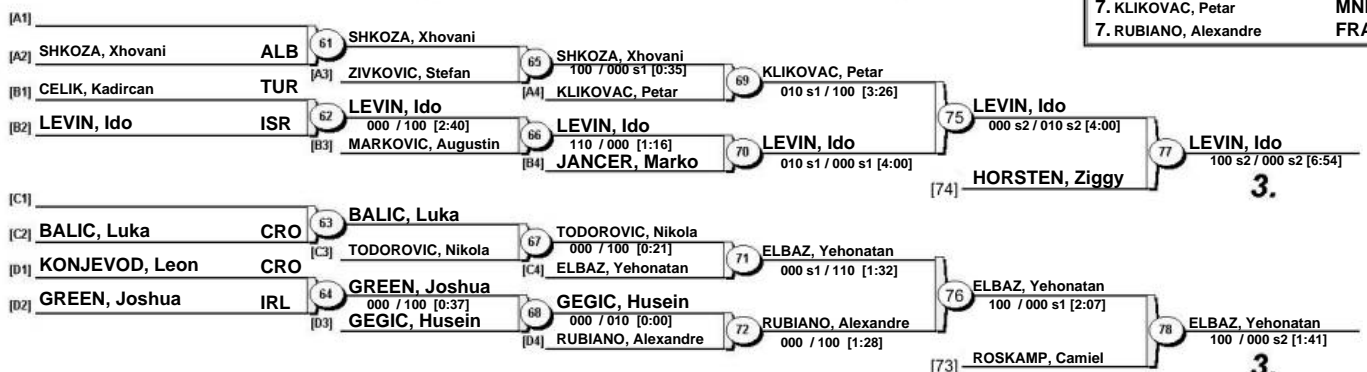 7. KLIKOVAC, Petar
7. RUBIANO, Alexandre FRA
[A1]
[A2] SHKOZA, Xhovani ALB
61
SHKOZA, Xhovani
[A3] ZIVKOVIC, Stefan
65
SHKOZA, Xhovani
100 / 000 s1 [0:35]
[A4] KLIKOVAC, Petar
69
KLIKOVAC, Petar
010 s1 / 100 [3:26]
[B1] CELIK, Kadircan TUR
[B2] LEVIN, Ido ISR
62
LEVIN, Ido
000 / 100 [2:40]
[B3] MARKOVIC, Augustin
66
LEVIN, Ido
110 / 000 [1:16]
[B4] JANCER, Marko
70
LEVIN, Ido
010 s1 / 000 s1 [4:00]
75
LEVIN, Ido
000 s2 / 010 s2 [4:00]
[74] HORSTEN, Ziggy
77
LEVIN, Ido
100 s2 / 000 s2 [6:54]
3.
[C1]
[C2] BALIC, Luka CRO
63
BALIC, Luka
[C3] TODOROVIC, Nikola
67
TODOROVIC, Nikola
000 / 100 [0:21]
[C4] ELBAZ, Yehonatan
71
ELBAZ, Yehonatan
000 s1 / 110 [1:32]
[D1] KONJEVOD, Leon CRO
[D2] GREEN, Joshua IRL
64
GREEN, Joshua
000 / 100 [0:37]
[D3] GEGIC, Husein
68
GEGIC, Husein
000 / 010 [0:00]
[D4] RUBIANO, Alexandre
72
RUBIANO, Alexandre
000 / 100 [1:28]
76
ELBAZ, Yehonatan
100 / 000 s1 [2:07]
[73] ROSKAMP, Camiel
78
ELBAZ, Yehonatan
100 / 000 s2 [1:41]
3.